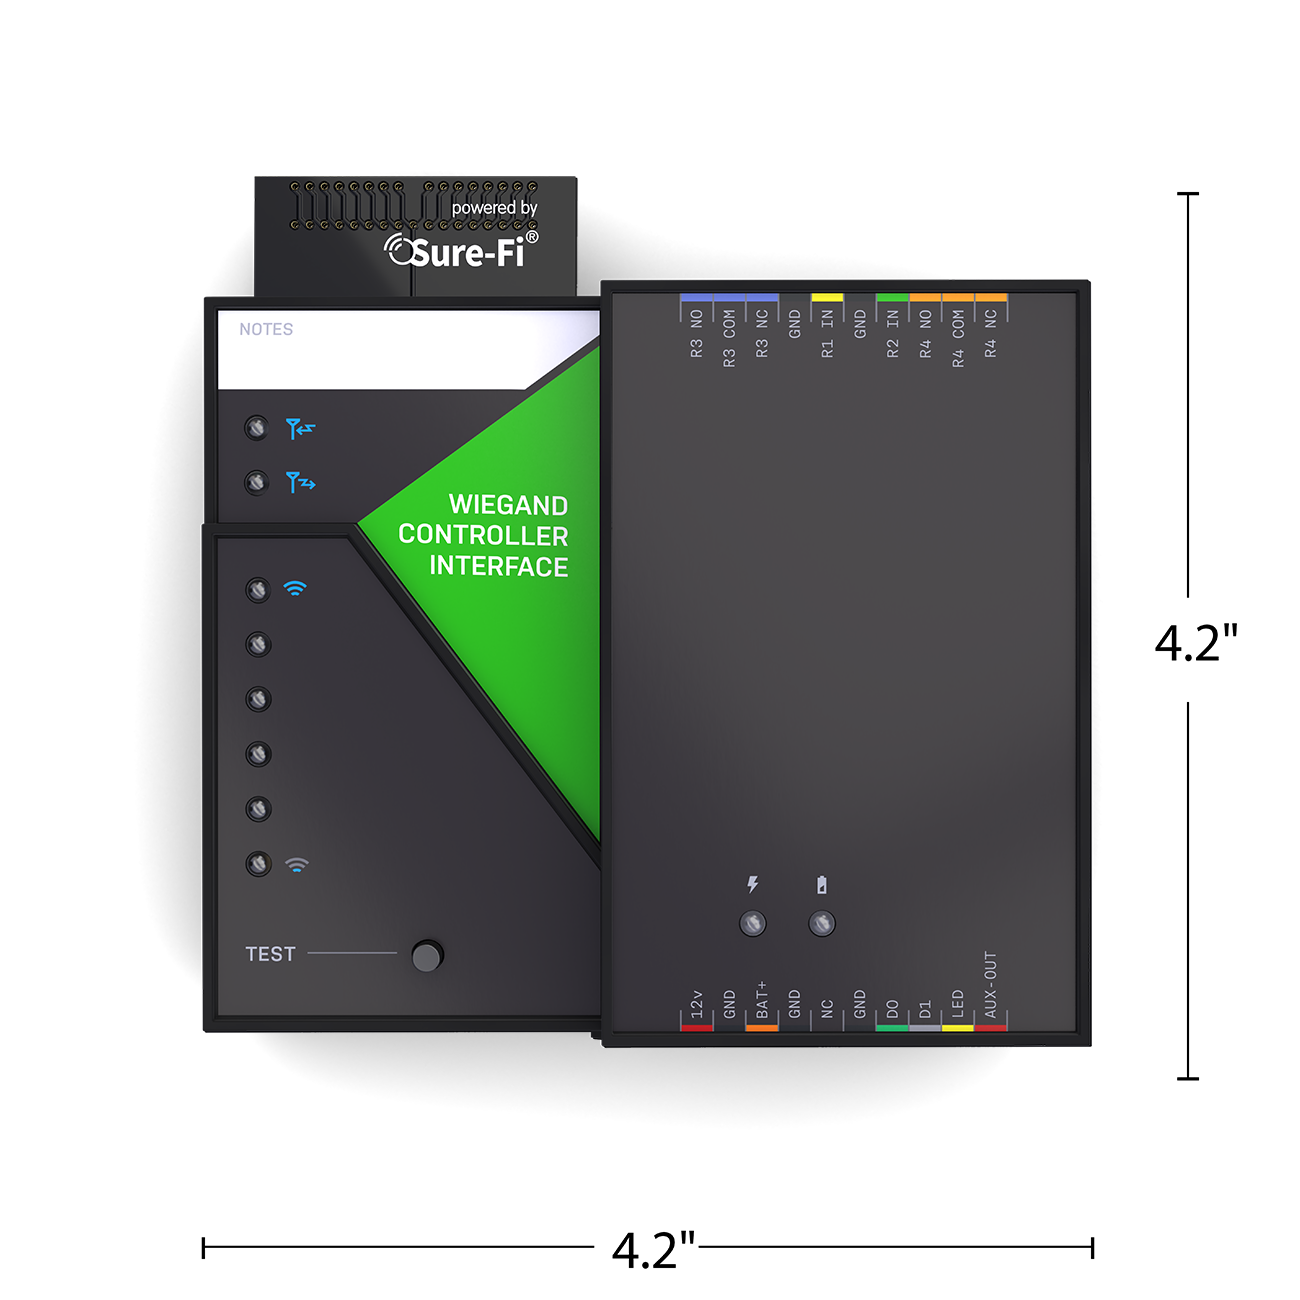 powered by
Sure-Fi®
NOTES
R3 NO
R3 COM
R3 NC
GND
R1 IN
GND
R2 IN
R4 NO
R4 COM
R4 NC
WIEGAND
CONTROLLER
INTERFACE
4.2"
TEST
12v
GND
BAT+
GND
NC
GND
D0
D1
LED
AUX-OUT
4.2"